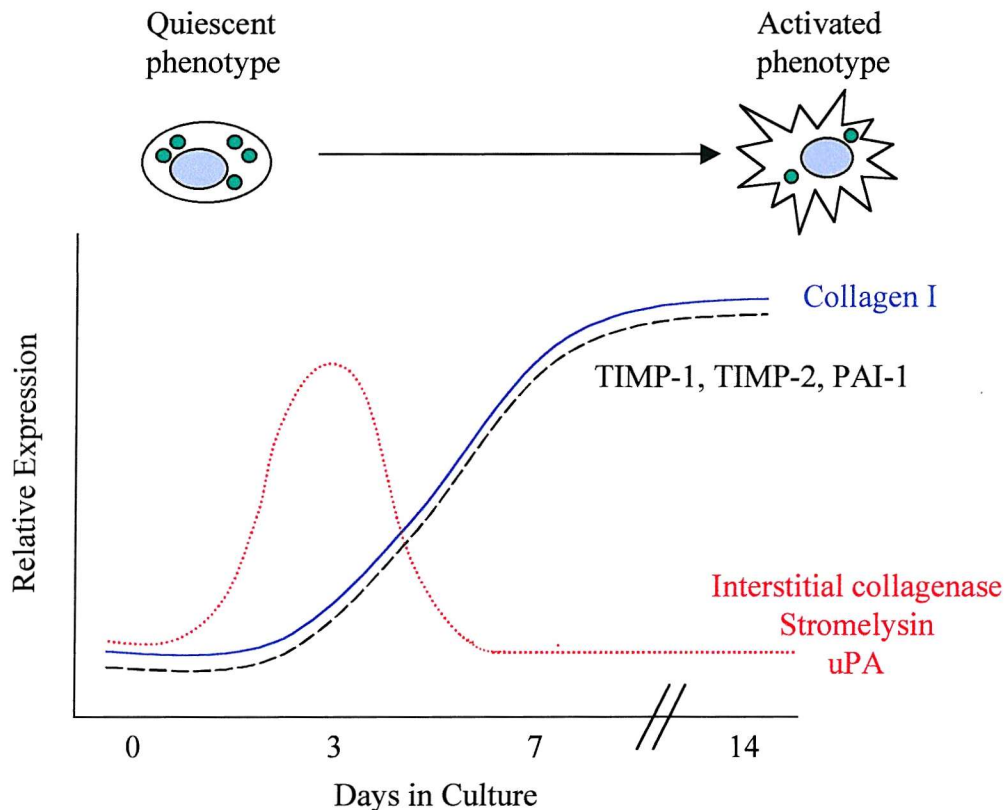 Quiescent
phenotype
Activated
phenotype
Collagen I
TIMP-1, TIMP-2, PAI-1
Relative Expression
Interstitial collagenase
Stromelysin
uPA
0 3 7 14
Days in Culture